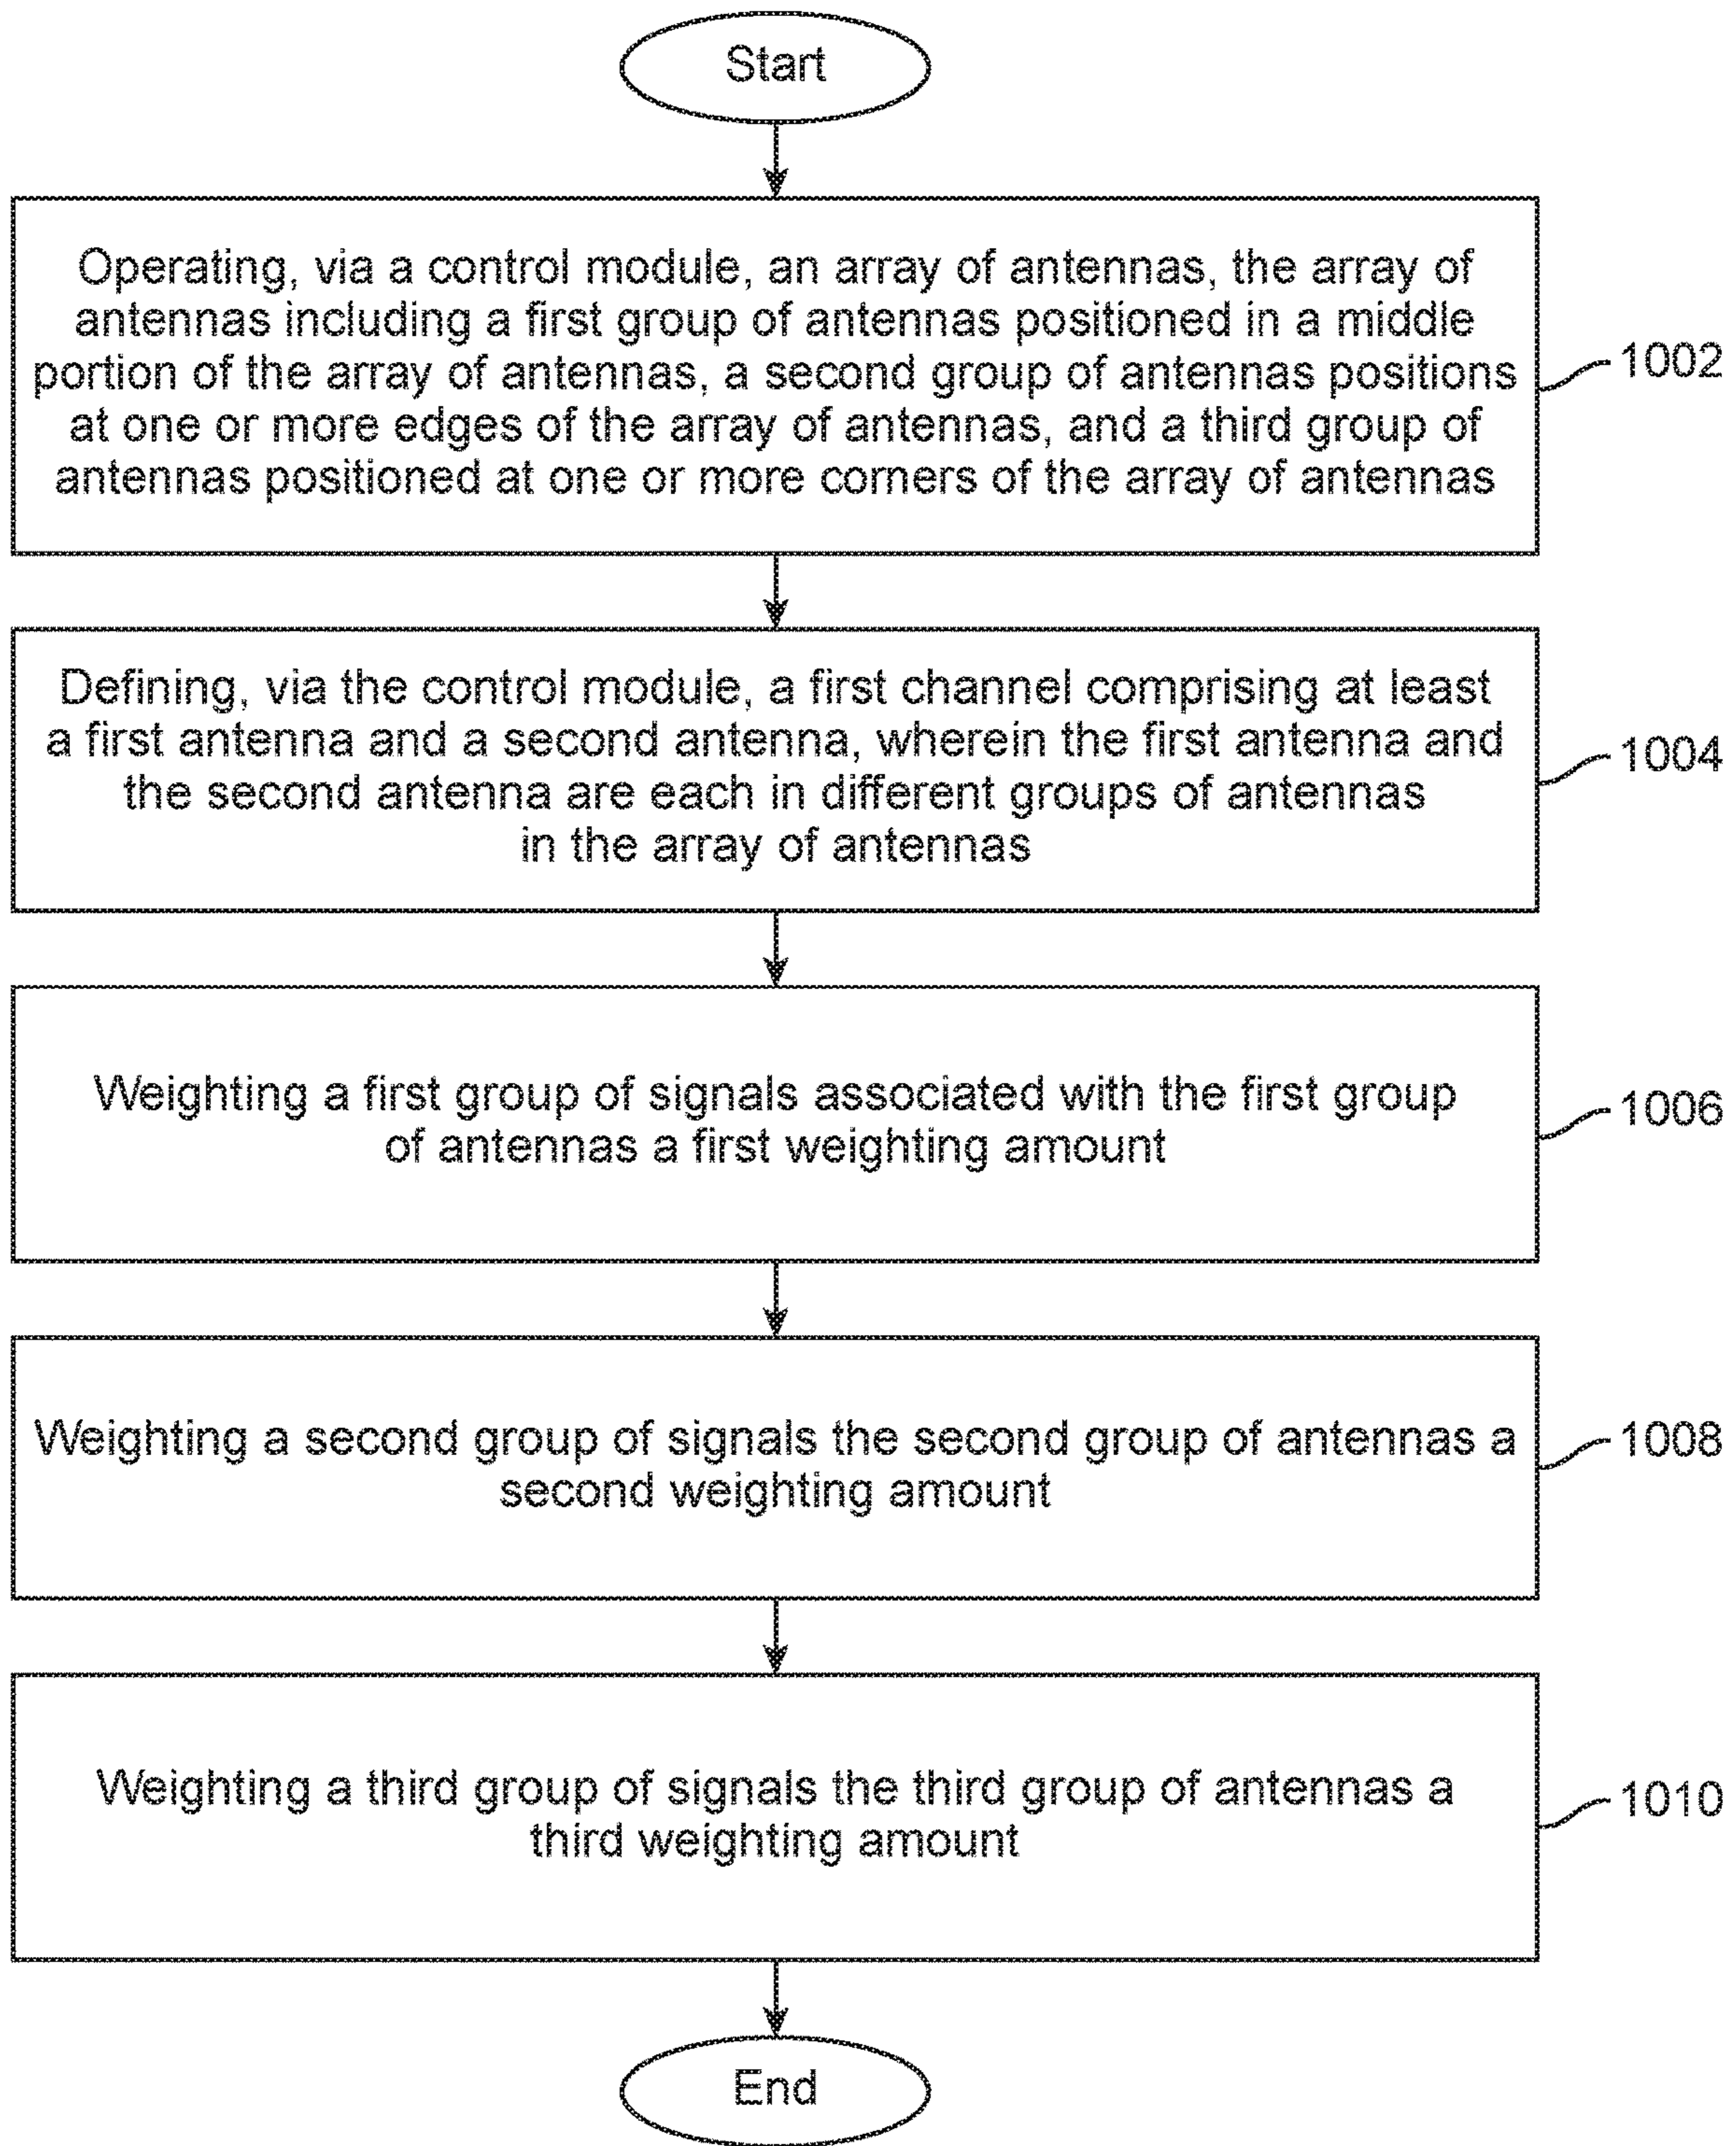 Start
Operating, via a control module, an array of antennas, the array of
antennas including a first group of antennas positioned in a middle
portion of the array of antennas, a second group of antennas positions
at one or more edges of the array of antennas, and a third group of
antennas positioned at one or more corners of the array of antennas
1002
Defining, via the control module, a first channel comprising at least
a first antenna and a second antenna, wherein the first antenna and
the second antenna are each in different groups of antennas
in the array of antennas
1004
Weighting a first group of signals associated with the first group
of antennas a first weighting amount
1006
Weighting a second group of signals the second group of antennas a
second weighting amount
1008
Weighting a third group of signals the third group of antennas a
third weighting amount
1010
End